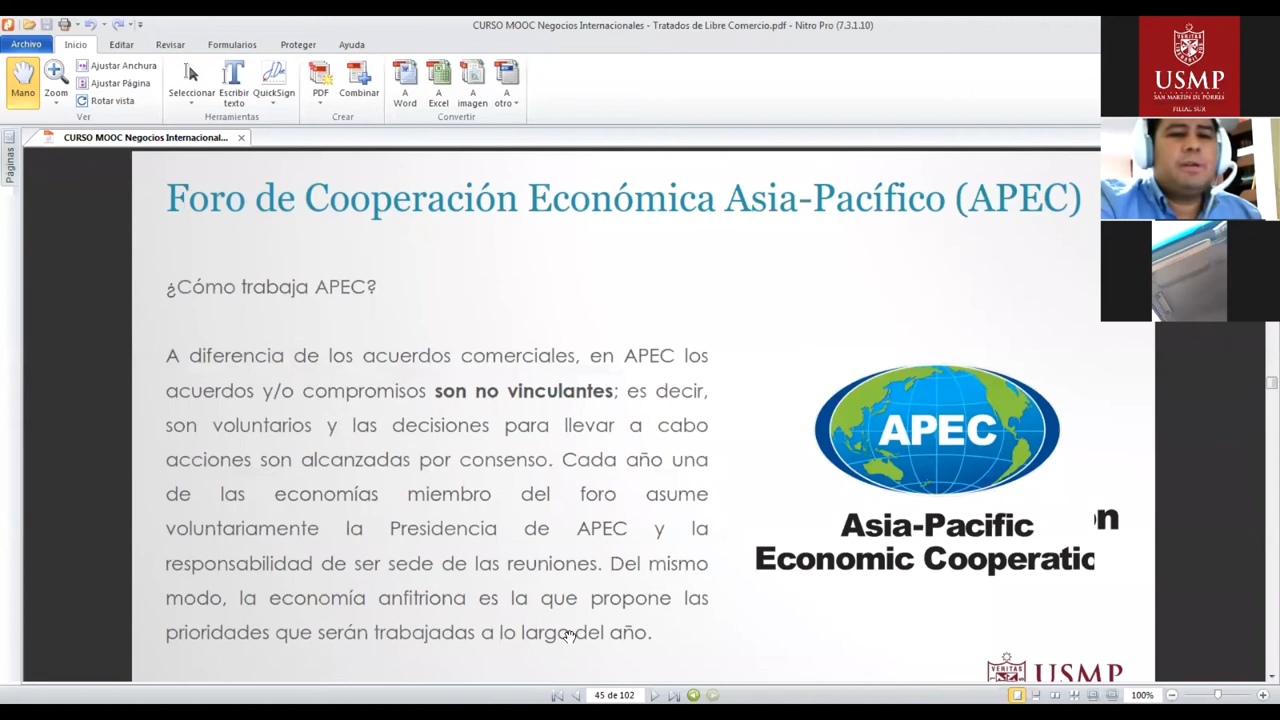 CURSO MOOC Negocios Internacionales - Tratados de Libre Comercio.pdf - Nitro Pro (7.3.1.10)
Archivo Inicio Editar Revisar Formularios Proteger Ayuda
Mano
Zoom
Ajustar Anchura
Ajustar Página
Rotar vista
Ver
Seleccionar
Escribir texto
QuickSign
Herramientas
PDF
Combinar
Crear
A Word
A Excel
A imagen
A otro
Convertir
CURSO MOOC Negocios Internacional...
Páginas
VERITAS
USMP
UNIVERSIDAD DE
SAN MARTIN DE PORRES
FILIAL SUR
Foro de Cooperación Económica Asia-Pacífico (APEC)
¿Cómo trabaja APEC?
A diferencia de los acuerdos comerciales, en APEC los
acuerdos y/o compromisos son no vinculantes; es decir,
son voluntarios y las decisiones para llevar a cabo
acciones son alcanzadas por consenso. Cada año una
de las economías miembro del foro asume
voluntariamente la Presidencia de APEC y la
responsabilidad de ser sede de las reuniones. Del mismo
modo, la economía anfitriona es la que propone las
prioridades que serán trabajadas a lo largo del año.
APEC
Asia-Pacific
Economic Cooperatio
n
VERITAS
USMP
45 de 102
100%